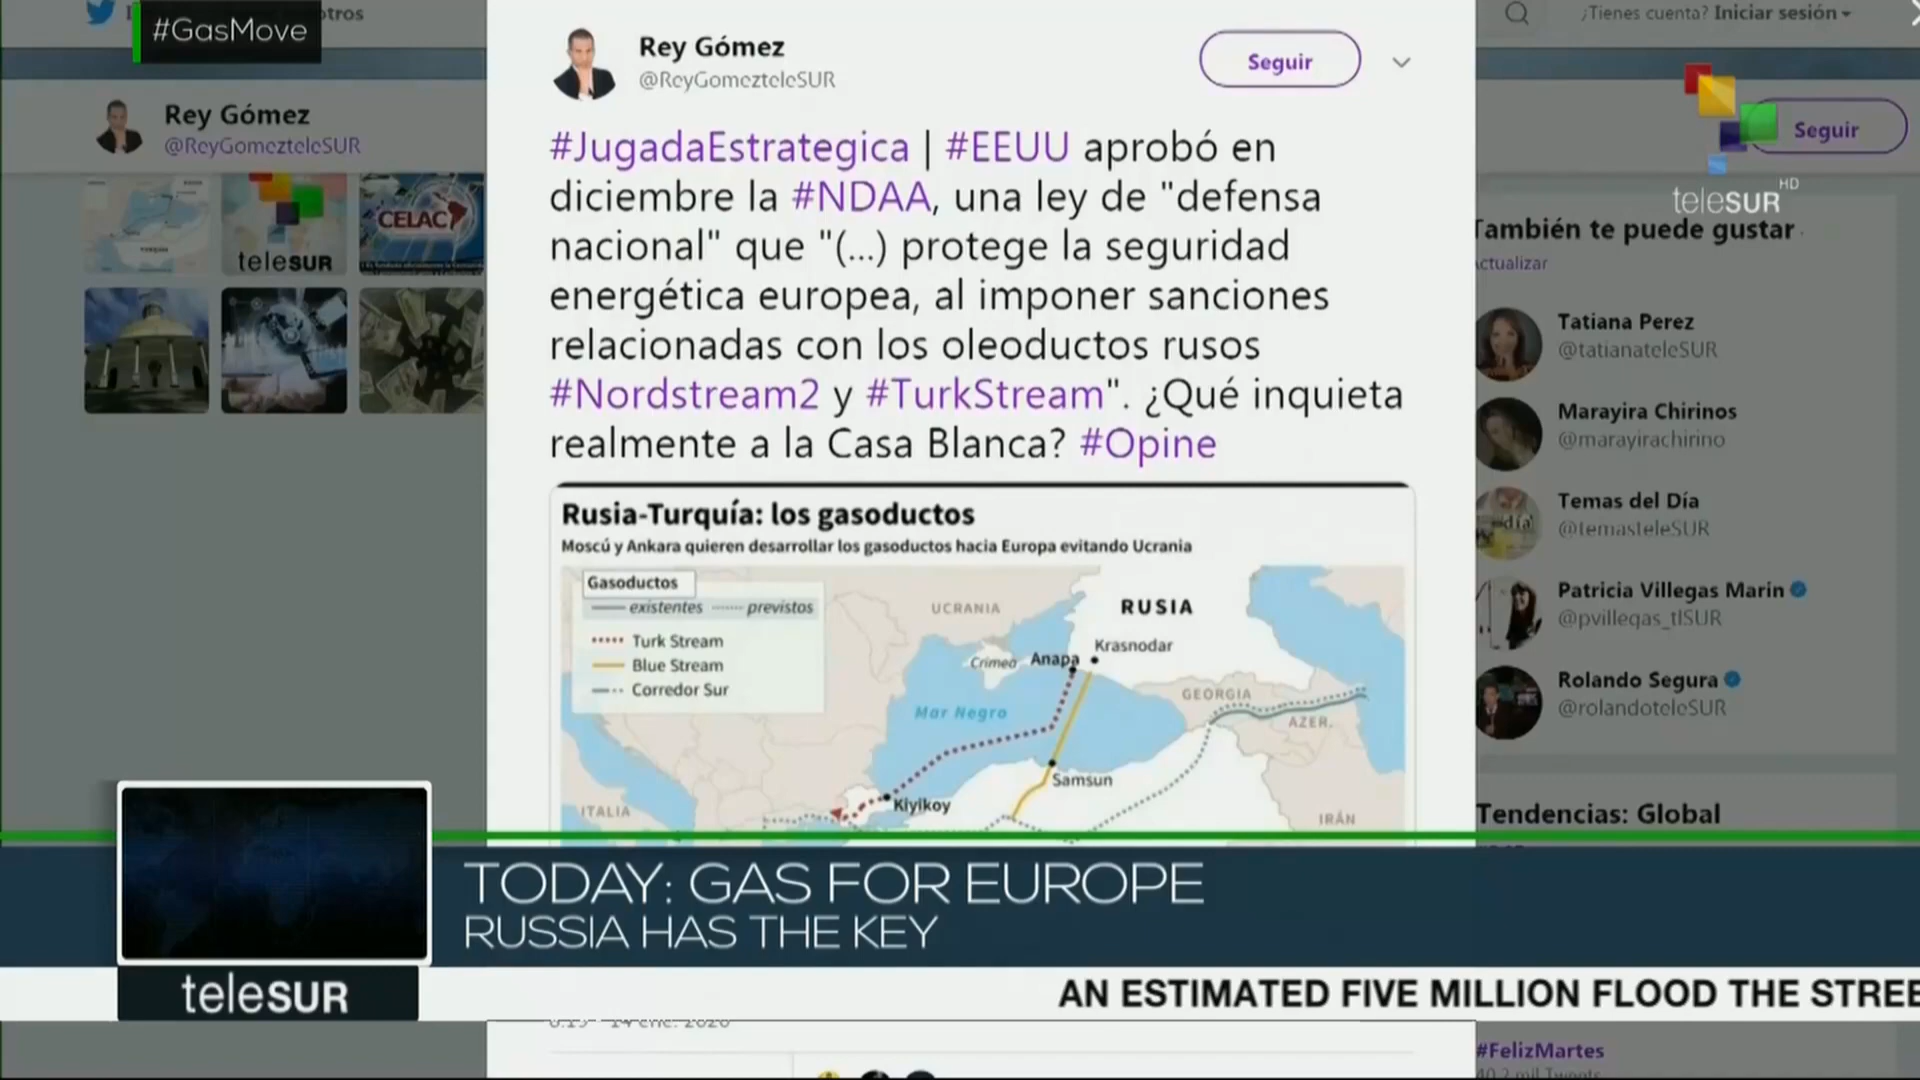 #GasMove
Rey Gómez
@ReyGomezteleSUR
Rey Gómez
@ReyGomezteleSUR
Seguir
#JugadaEstrategica | #EEUU aprobó en
diciembre la #NDAA, una ley de "defensa
nacional" que "(...) protege la seguridad
energética europea, al imponer sanciones
relacionadas con los oleoductos rusos
#Nordstream2 y #TurkStream". ¿Qué inquieta
realmente a la Casa Blanca? #Opine
Rusia-Turquía: los gasoductos
Moscú y Ankara quieren desarrollar los gasoductos hacia Europa evitando Ucrania
Gasoductos
existentes previstos
Turk Stream
Blue Stream
Corredor Sur
UCRANIA
RUSIA
Krasnodar
Crimea
Anapa
Mar Negro
GEORGIA
AZER.
Samsun
Kiyikoy
ITALIA
IRÁN
CELAC
teleSUR
¿Tienes cuenta? Iniciar sesión
Seguir
teleSUR HD
También te puede gustar
Actualizar
Tatiana Perez
@tatianateleSUR
Marayira Chirinos
@marayirachirino
Temas del Día
@temasteleSUR
Patricia Villegas Marin
@pvillegas_tlSUR
Rolando Segura
@rolandoteleSUR
Tendencias: Global
TODAY: GAS FOR EUROPE
RUSSIA HAS THE KEY
teleSUR
AN ESTIMATED FIVE MILLION FLOOD THE STREE
#FelizMartes